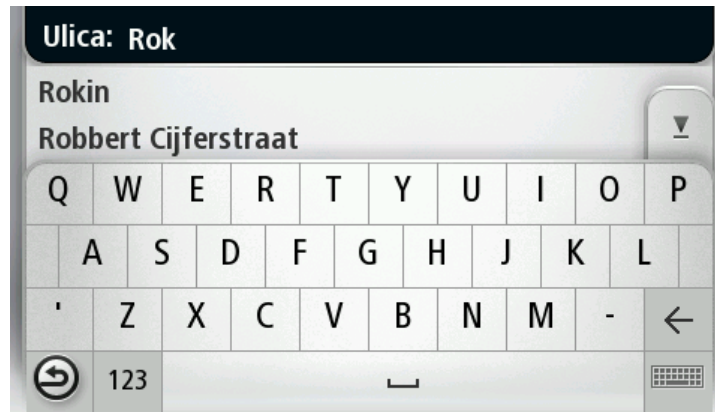 Ulica: Rok
Rokin
Robbert Cijferstraat
Q W E R T Y U I O P
A S D F G H J K L
' Z X C V B N M -
123